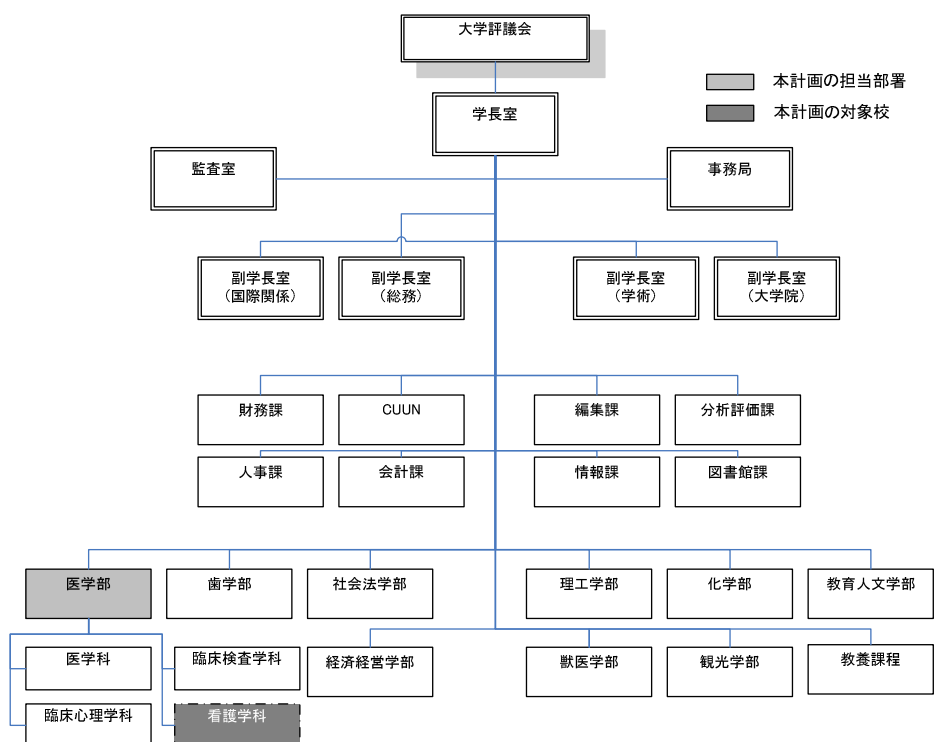 大学評議会
本計画の担当部署
学長室
本計画の対象校
監査室
事務局
副学長室
(国際関係)
副学長室
(総務)
副学長室
(学術)
副学長室
(大学院)
財務課
CUUN
編集課
分析評価課
人事課
会計課
情報課
図書館課
医学部
歯学部
社会法学部
理工学部
化学部
教育人文学部
医学科
臨床検査学科
経済経営学部
獣医学部
観光学部
教養課程
臨床心理学科
看護学科